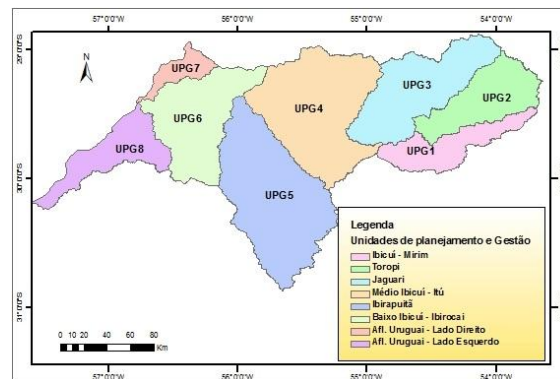 57°0'0"W 56°0'0"W 55°0'0"W 54°0'0"W
29°0'0"S
30°0'0"S
31°0'0"S
N
UPG7
UPG3
UPG2
UPG4
UPG6
UPG8
UPG1
UPG5
Legenda
Unidades de planejamento e Gestão
Ibicuí - Mirim
Toropi
Jaguari
Médio Ibicuí - Itú
Ibirapuitã
Baixo Ibicuí - Ibirocai
Afl. Uruguai - Lado Direito
Afl. Uruguai - Lado Esquerdo
0 10 20 40 60 80
Km
57°0'0"W 56°0'0"W 55°0'0"W 54°0'0"W